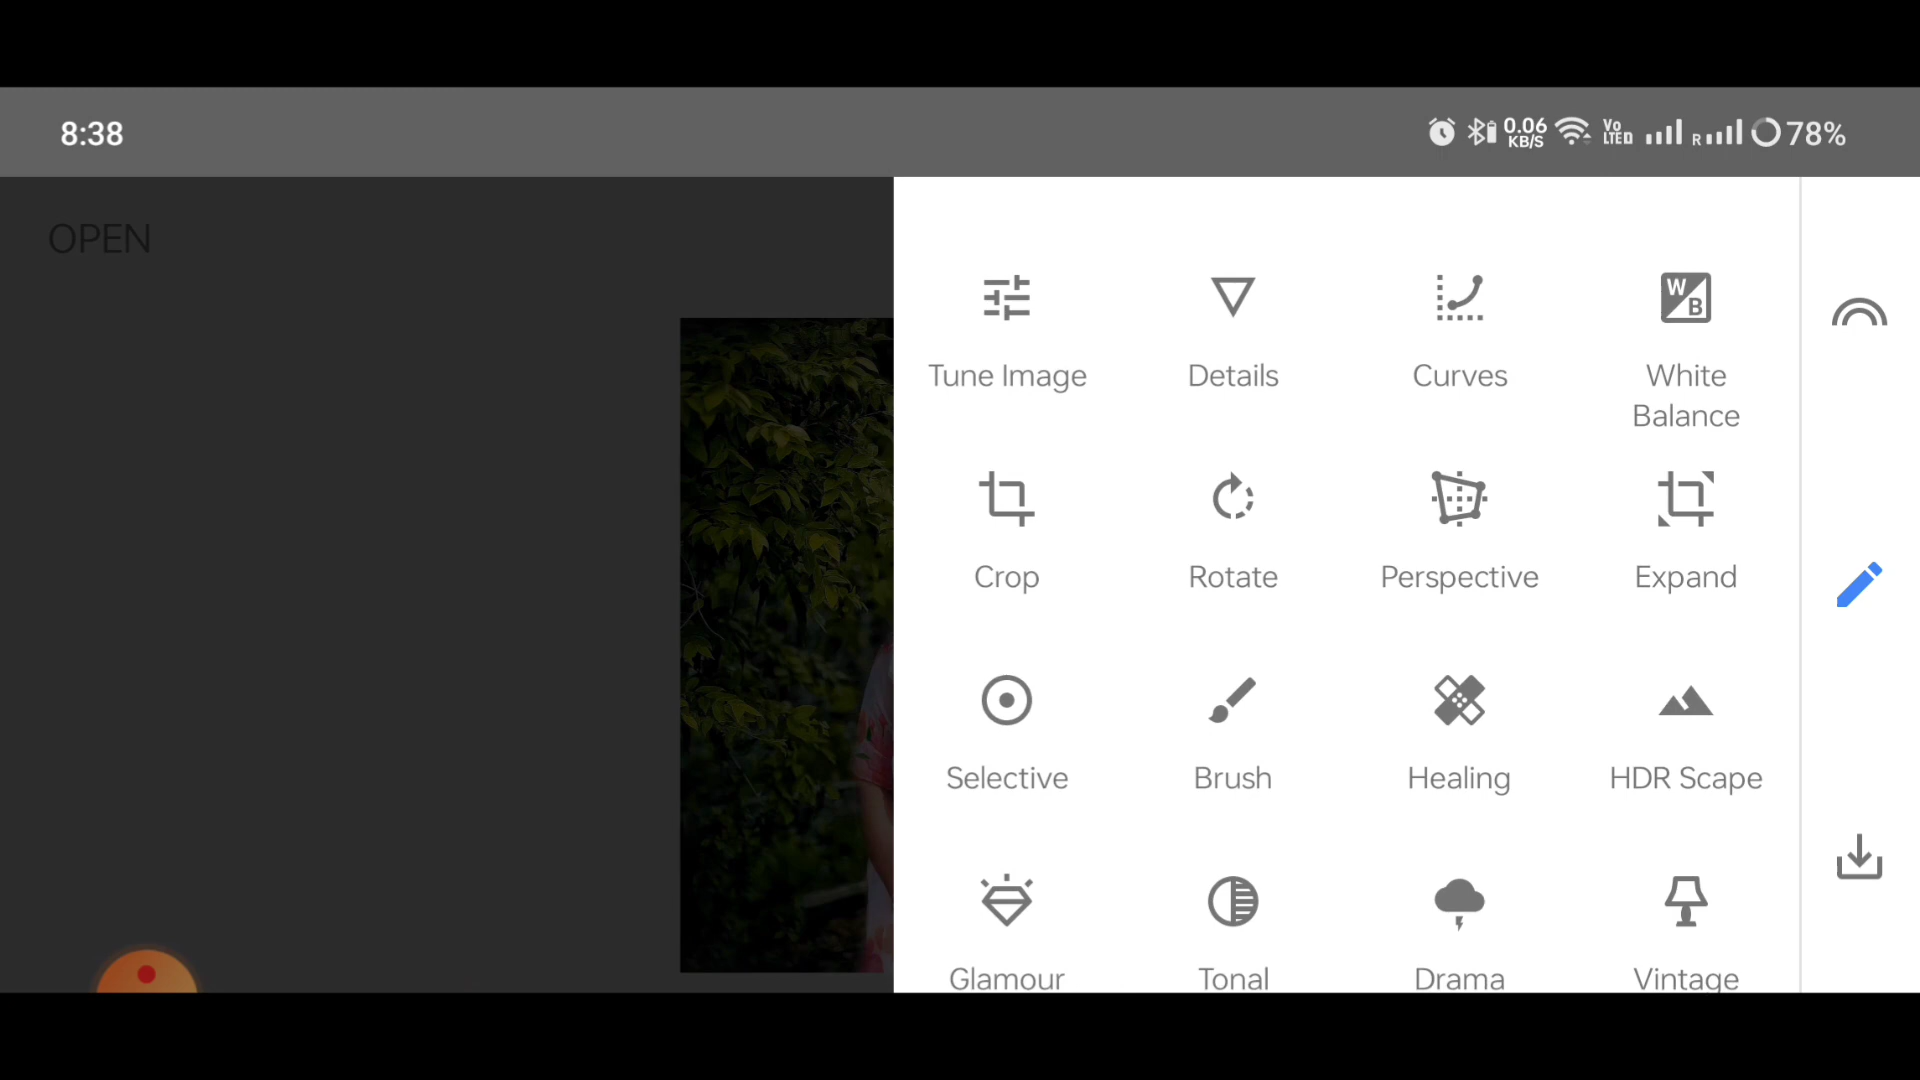 8:38
0.06
KB/S
Vo
LTED
R
78%
OPEN
W
B
Tune Image
Details
Curves
White
Balance
Crop
Rotate
Perspective
Expand
Selective
Brush
Healing
HDR Scape
Glamour
Tonal
Drama
Vintage